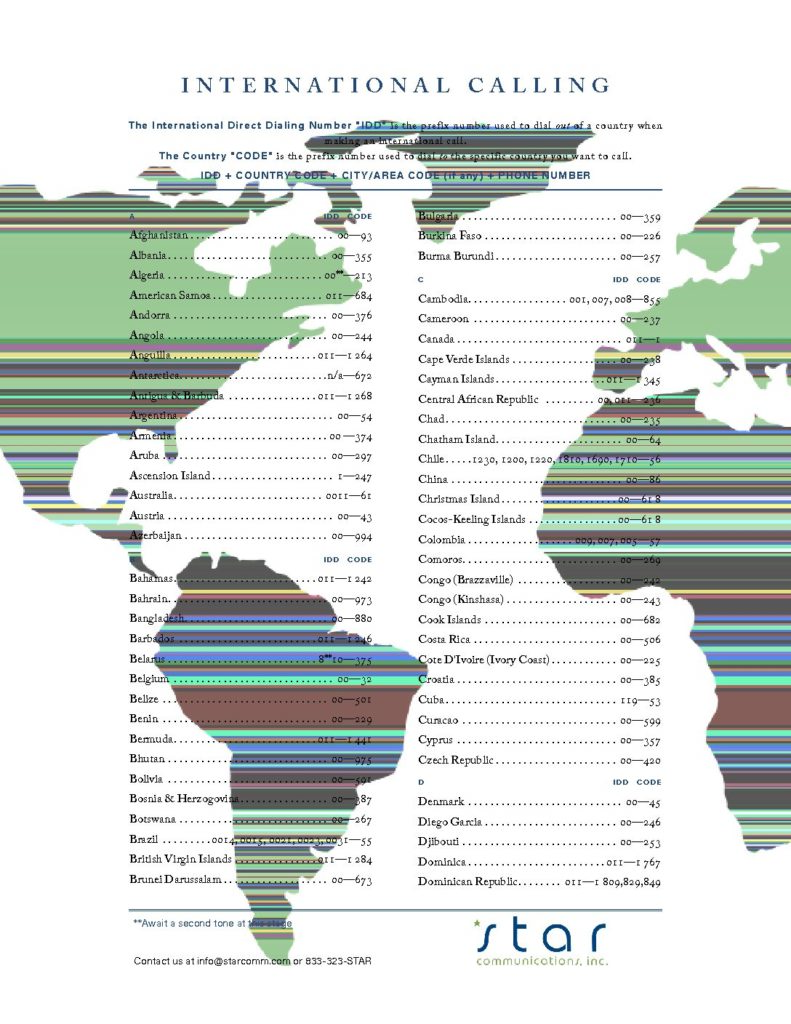 INTERNATIONAL CALLING
The International Direct Dialing Number "IDD" is the prefix number used to dial out of a country when
making an international call.
The Country "CODE" is the prefix number used to dial to the specific country you want to call.
IDD + COUNTRY CODE + CITY/AREA CODE (if any) + PHONE NUMBER
A IDD CODE
Afghanistan 00—93
Albania 00—355
Algeria 00**—213
American Samoa 011—684
Andorra 00—376
Angola 00—244
Anguilla 011—1 264
Antarctica n/a—672
Antigua & Barbuda 011—1 268
Argentina 00—54
Armenia 00—374
Aruba 00—297
Ascension Island 1—247
Australia 0011—61
Austria 00—43
Azerbaijan 00—994
IDD CODE
Bahamas 011—1 242
Bahrain 00—973
Bangladesh 00—880
Barbados 011—1 246
Belarus 8**10—375
Belgium 00—32
Belize 00—501
Benin 00—229
Bermuda 011—1 441
Bhutan 00—975
Bolivia 00—591
Bosnia & Herzogovina 00—387
Botswana 00—267
Brazil 0014, 0015, 0021, 0023, 0031—55
British Virgin Islands 011—1 284
Brunei Darussalam 00—673
Bulgaria 00—359
Burkina Faso 00—226
Burma Burundi 00—257
C IDD CODE
Cambodia 001, 007, 008—855
Cameroon 00—237
Canada 011—1
Cape Verde Islands 00—238
Cayman Islands 011—1 345
Central African Republic 00, 011—236
Chad 00—235
Chatham Island 00—64
Chile 1230, 1200, 1220, 1810, 1690, 1710—56
China 00—86
Christmas Island 00—61 8
Cocos-Keeling Islands 00—61 8
Colombia 009, 007, 005—57
Comoros 00—269
Congo (Brazzaville) 00—242
Congo (Kinshasa) 00—243
Cook Islands 00—682
Costa Rica 00—506
Cote D'Ivoire (Ivory Coast) 00—225
Croatia 00—385
Cuba 119—53
Curacao 00—599
Cyprus 00—357
Czech Republic 00—420
D IDD CODE
Denmark 00—45
Diego Garcia 00—246
Djibouti 00—253
Dominica 011—1 767
Dominican Republic 011—1 809,829,849
**Await a second tone at this stage
star
communications, inc.
Contact us at info@starcomm.com or 833-323-STAR